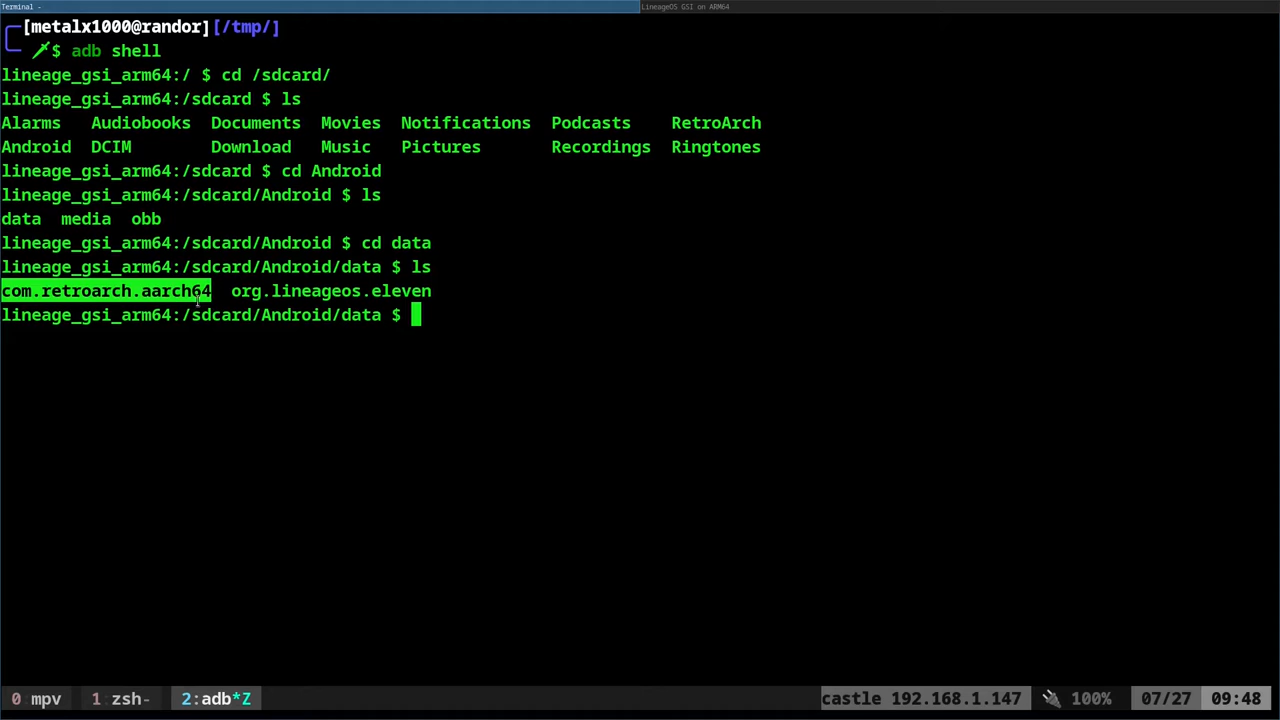 Terminal -
LineageOS GSI on ARM64
[metalx1000@randor][/tmp/]
$ adb shell
lineage_gsi_arm64:/ $ cd /sdcard/
lineage_gsi_arm64:/sdcard $ ls
Alarms Audiobooks Documents Movies Notifications Podcasts RetroArch
Android DCIM Download Music Pictures Recordings Ringtones
lineage_gsi_arm64:/sdcard $ cd Android
lineage_gsi_arm64:/sdcard/Android $ ls
data media obb
lineage_gsi_arm64:/sdcard/Android $ cd data
lineage_gsi_arm64:/sdcard/Android/data $ ls
com.retroarch.aarch64 org.lineageos.eleven
lineage_gsi_arm64:/sdcard/Android/data $
0 mpv 1 zsh- 2:adb*Z castle 192.168.1.147 100% 07/27 09:48